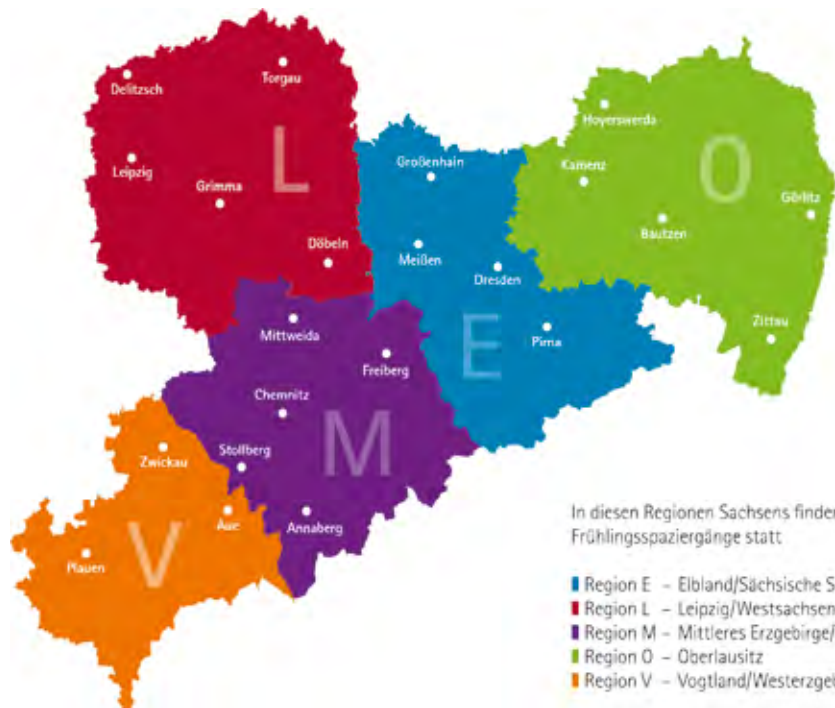 Delitzsch
Torgau
L
Leipzig
Grimma
Döbeln
Großenhain
Meißen
Dresden
E
Pirna
Hoyerswerda
Kamenz
O
Görlitz
Bautzen
Zittau
Mittweida
Freiberg
Chemnitz
M
Stollberg
Annaberg
Zwickau
Aue
V
Plauen
In diesen Regionen Sachsens finden
Frühlingsspaziergänge statt
Region E – Elbland/Sächsische S
Region L – Leipzig/Westsachsen
Region M – Mittleres Erzgebirge/
Region O – Oberlausitz
Region V – Vogtland/Westerzgeb